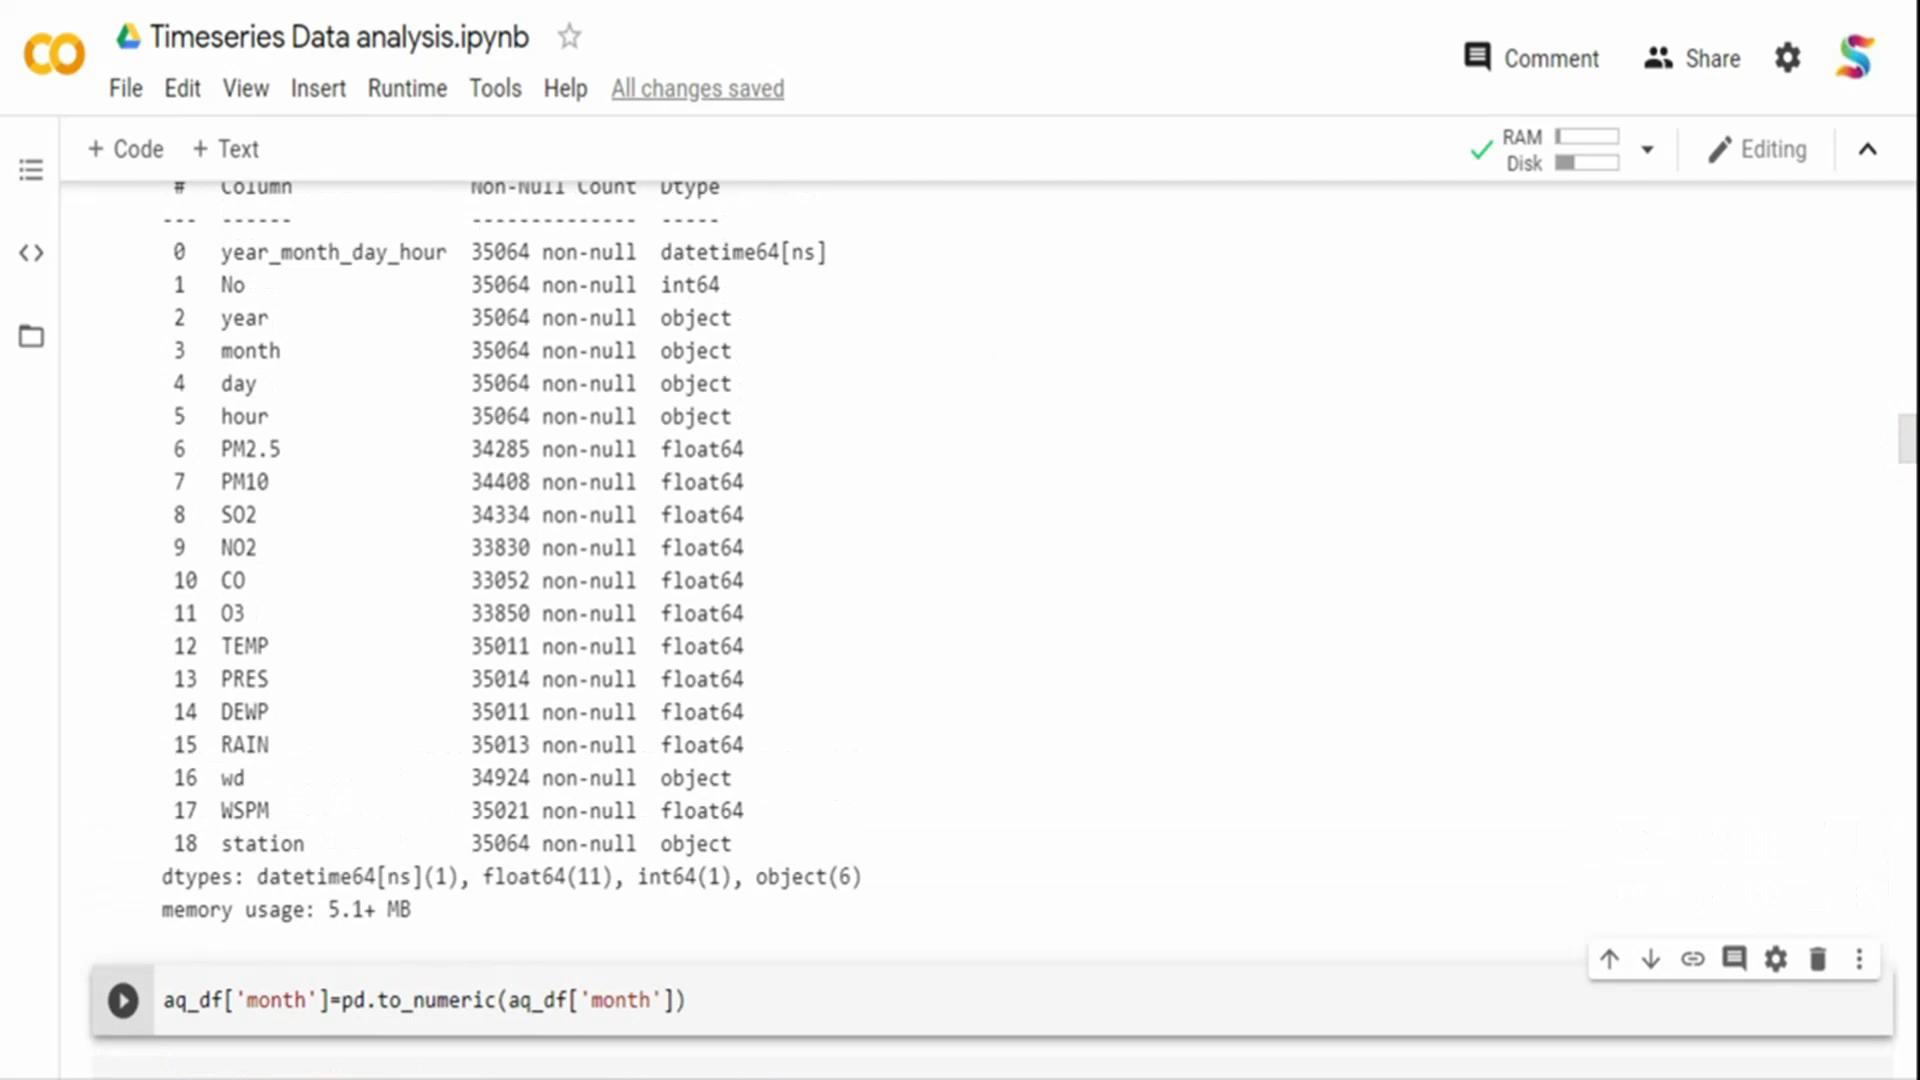 Timeseries Data analysis.ipynb
File Edit View Insert Runtime Tools Help All changes saved
Comment Share
+ Code + Text
RAM
Disk
Editing
# Column Non-Null Count Dtype
--- ------ -------------- -----
0 year_month_day_hour 35064 non-null datetime64[ns]
1 No 35064 non-null int64
2 year 35064 non-null object
3 month 35064 non-null object
4 day 35064 non-null object
5 hour 35064 non-null object
6 PM2.5 34285 non-null float64
7 PM10 34408 non-null float64
8 SO2 34334 non-null float64
9 NO2 33830 non-null float64
10 CO 33052 non-null float64
11 O3 33850 non-null float64
12 TEMP 35011 non-null float64
13 PRES 35014 non-null float64
14 DEWP 35011 non-null float64
15 RAIN 35013 non-null float64
16 wd 34924 non-null object
17 WSPM 35021 non-null float64
18 station 35064 non-null object
dtypes: datetime64[ns](1), float64(11), int64(1), object(6)
memory usage: 5.1+ MB
aq_df['month']=pd.to_numeric(aq_df['month'])